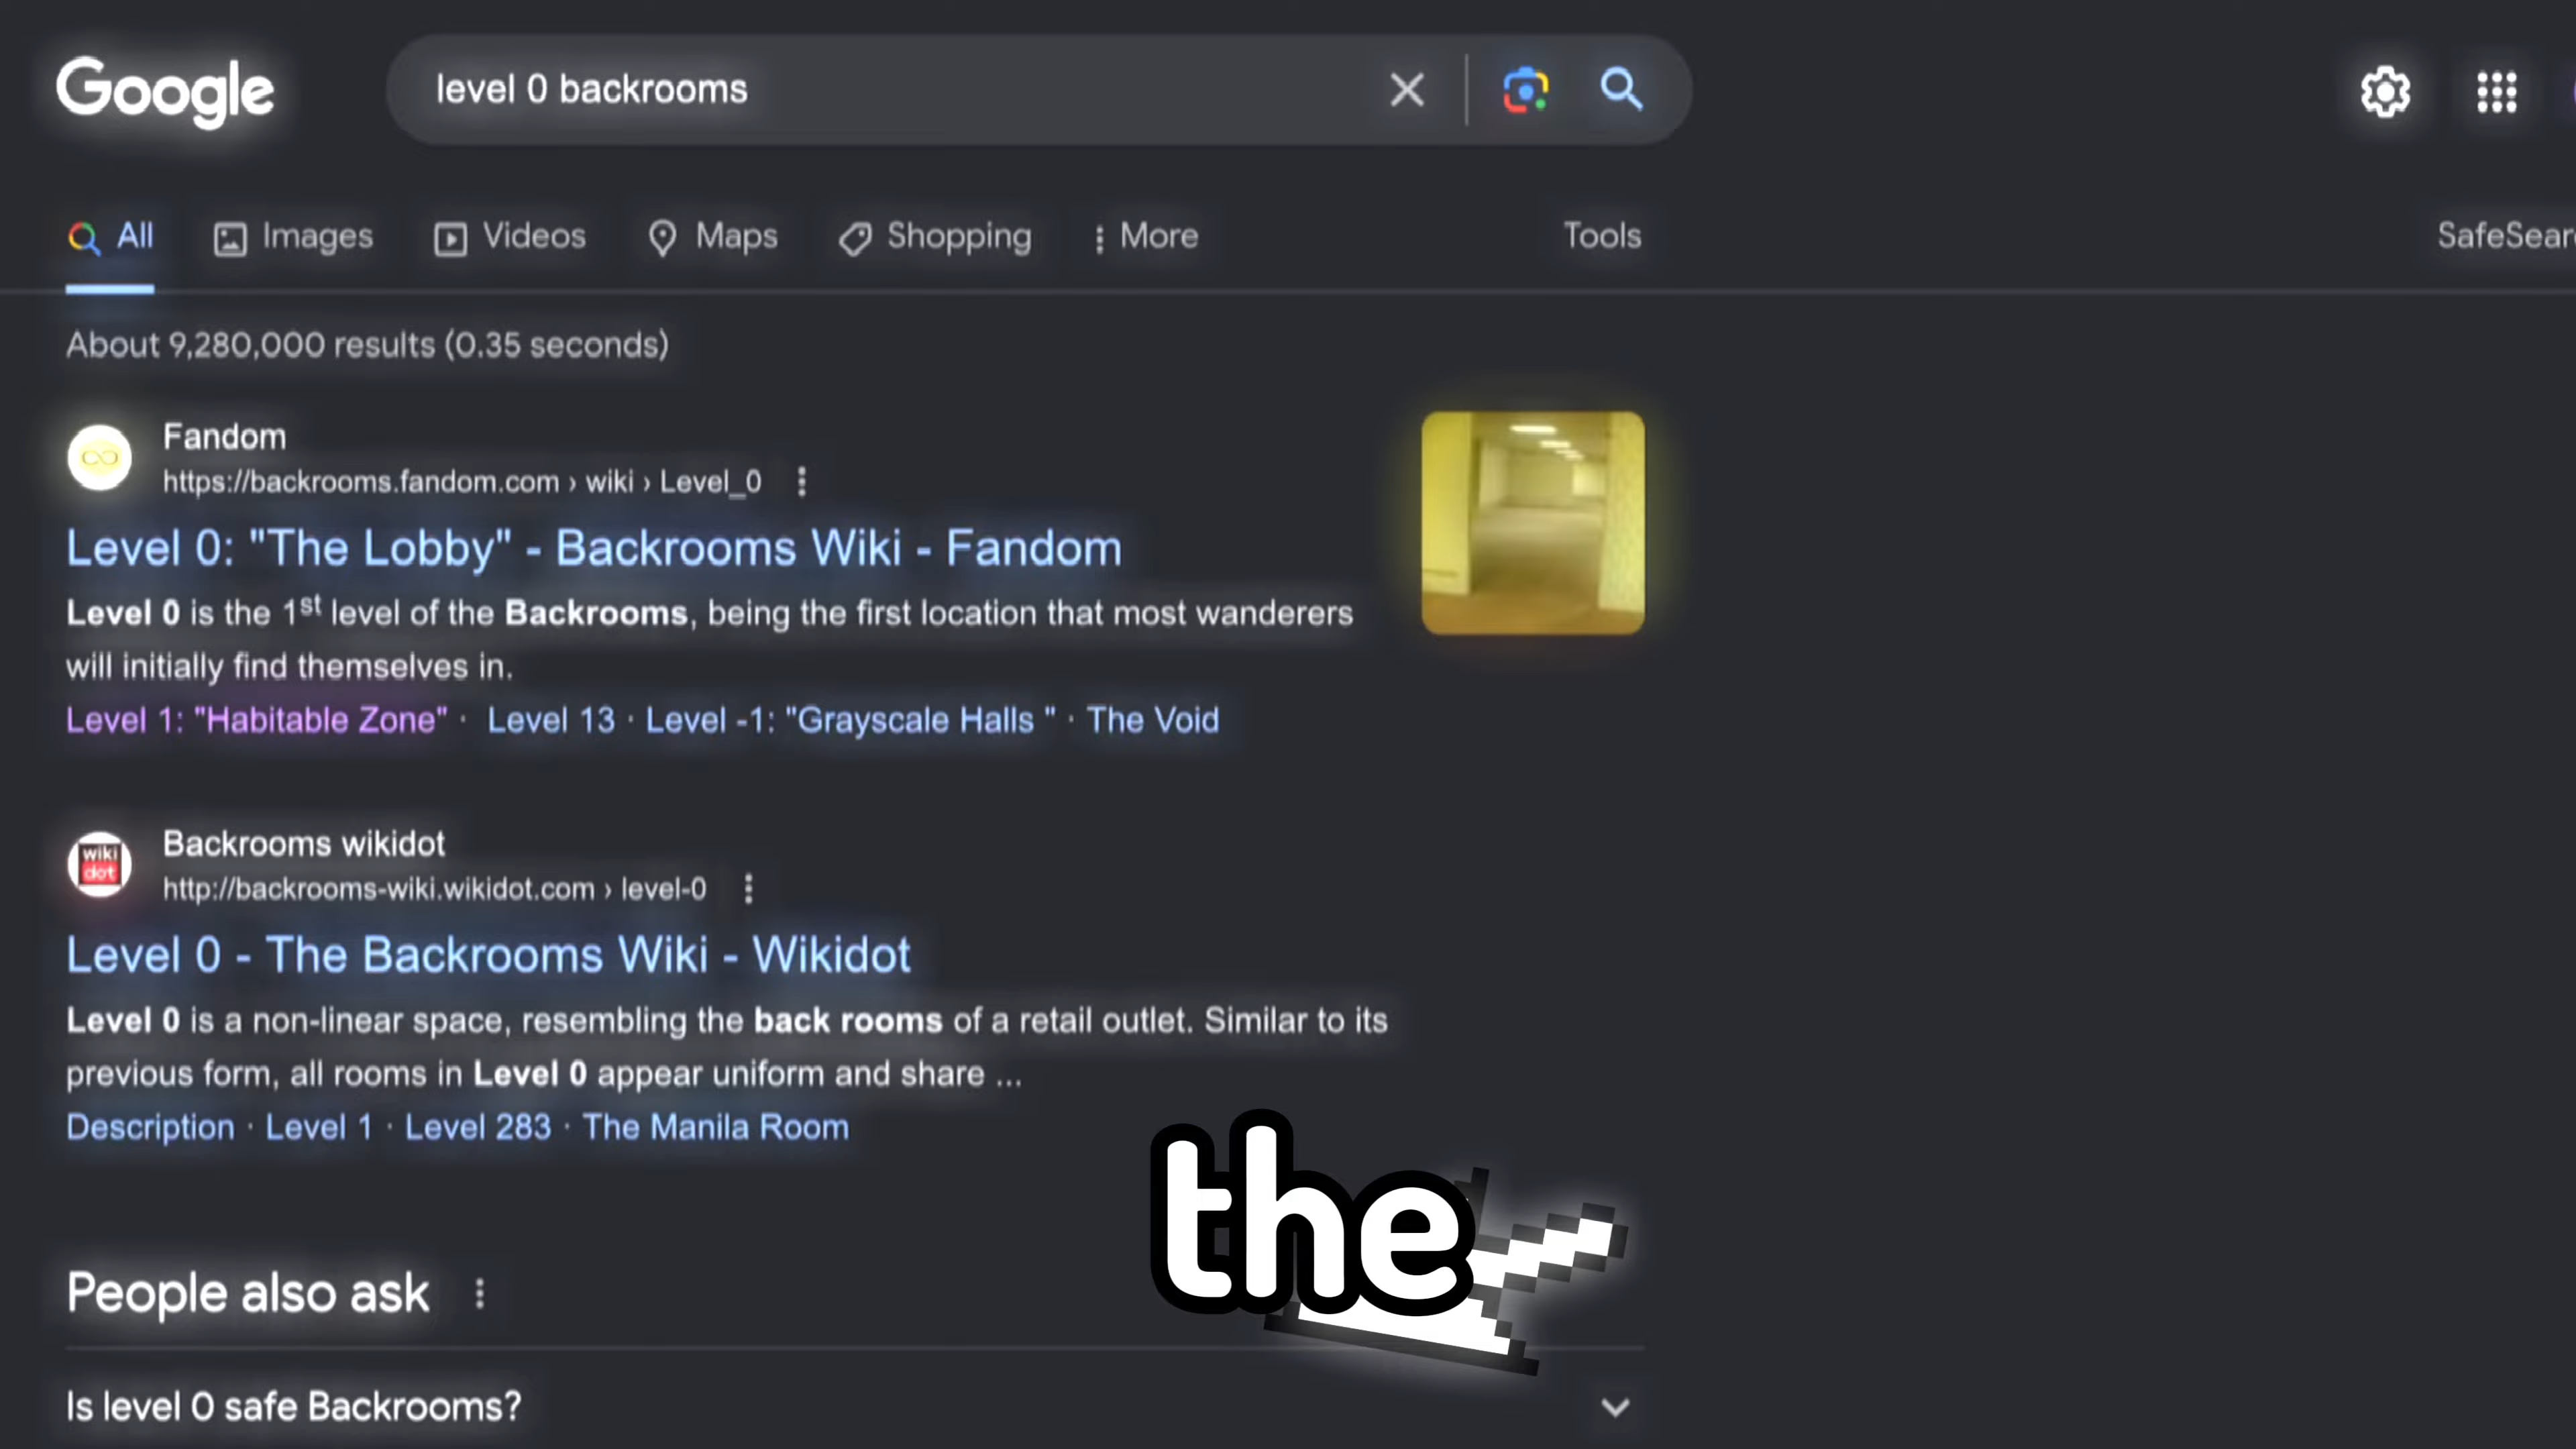 Google
level 0 backrooms
All
Images
Videos
Maps
Shopping
More
Tools
About 9,280,000 results (0.35 seconds)
Fandom
https://backrooms.fandom.com › wiki › Level_0
Level 0: "The Lobby" - Backrooms Wiki - Fandom
Level 0 is the 1st level of the Backrooms, being the first location that most wanderers
will initially find themselves in.
Level 1: "Habitable Zone" · Level 13 · Level -1: "Grayscale Halls " · The Void
wiki
dot
Backrooms wikidot
http://backrooms-wiki.wikidot.com › level-0
Level 0 - The Backrooms Wiki - Wikidot
Level 0 is a non-linear space, resembling the back rooms of a retail outlet. Similar to its
previous form, all rooms in Level 0 appear uniform and share ...
Description · Level 1 · Level 283 · The Manila Room
the
People also ask
Is level 0 safe Backrooms?